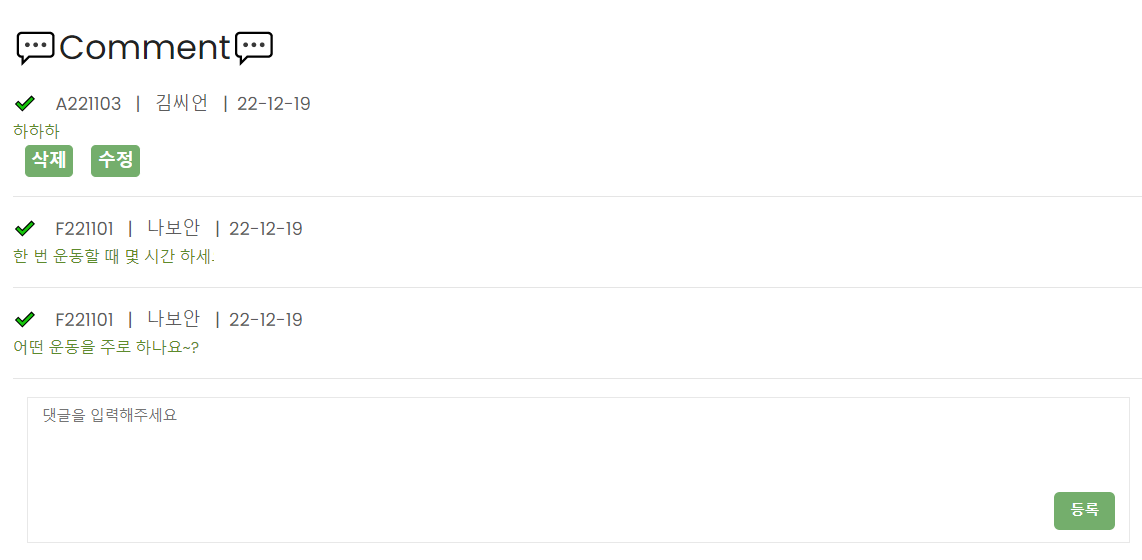 Comment
A221103 | 김씨언 | 22-12-19
하하하
삭제 수정
F221101 | 나보안 | 22-12-19
한 번 운동할 때 몇 시간 하세.
F221101 | 나보안 | 22-12-19
어떤 운동을 주로 하나요~?
댓글을 입력해주세요
등록